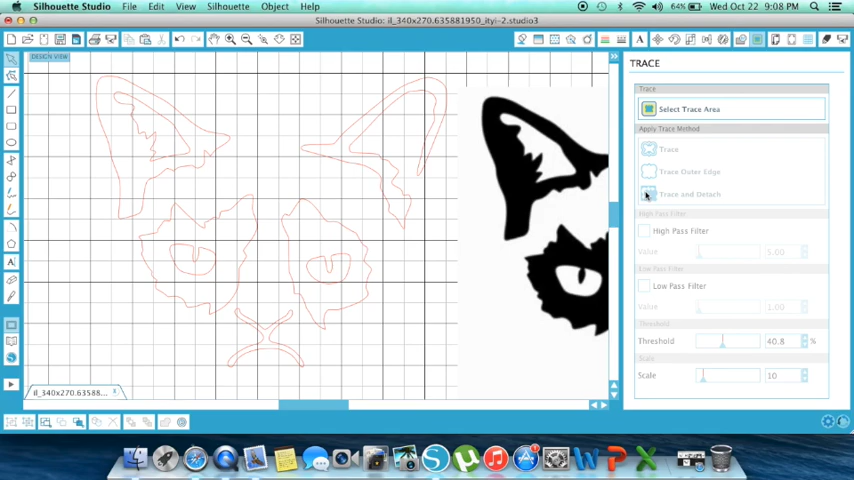 Silhouette Studio File Edit View Silhouette Object Help
64% Wed Oct 22 9:08 PM
Silhouette Studio: il_340x270.635881950_ityi-2.studio3
DESIGN VIEW
TRACE
Trace
Select Trace Area
Apply Trace Method
Trace
Trace Outer Edge
Trace and Detach
High Pass Filter
High Pass Filter
Value 5.00
Low Pass Filter
Low Pass Filter
Value 1.00
Threshold
Threshold 40.8 %
Scale
Scale 10
il_340x270.63588...